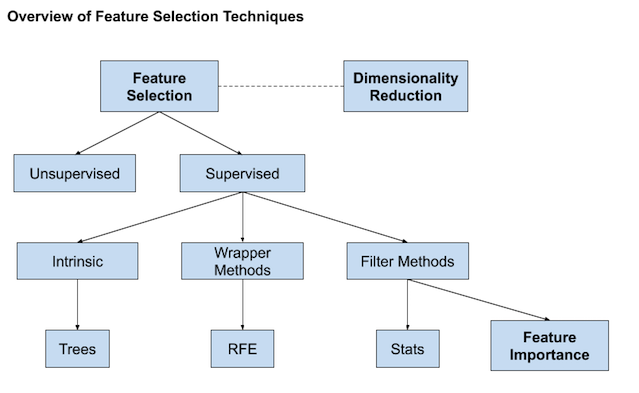 Overview of Feature Selection Techniques
Feature
Selection
Dimensionality
Reduction
Unsupervised
Supervised
Intrinsic
Wrapper
Methods
Filter Methods
Trees
RFE
Stats
Feature
Importance